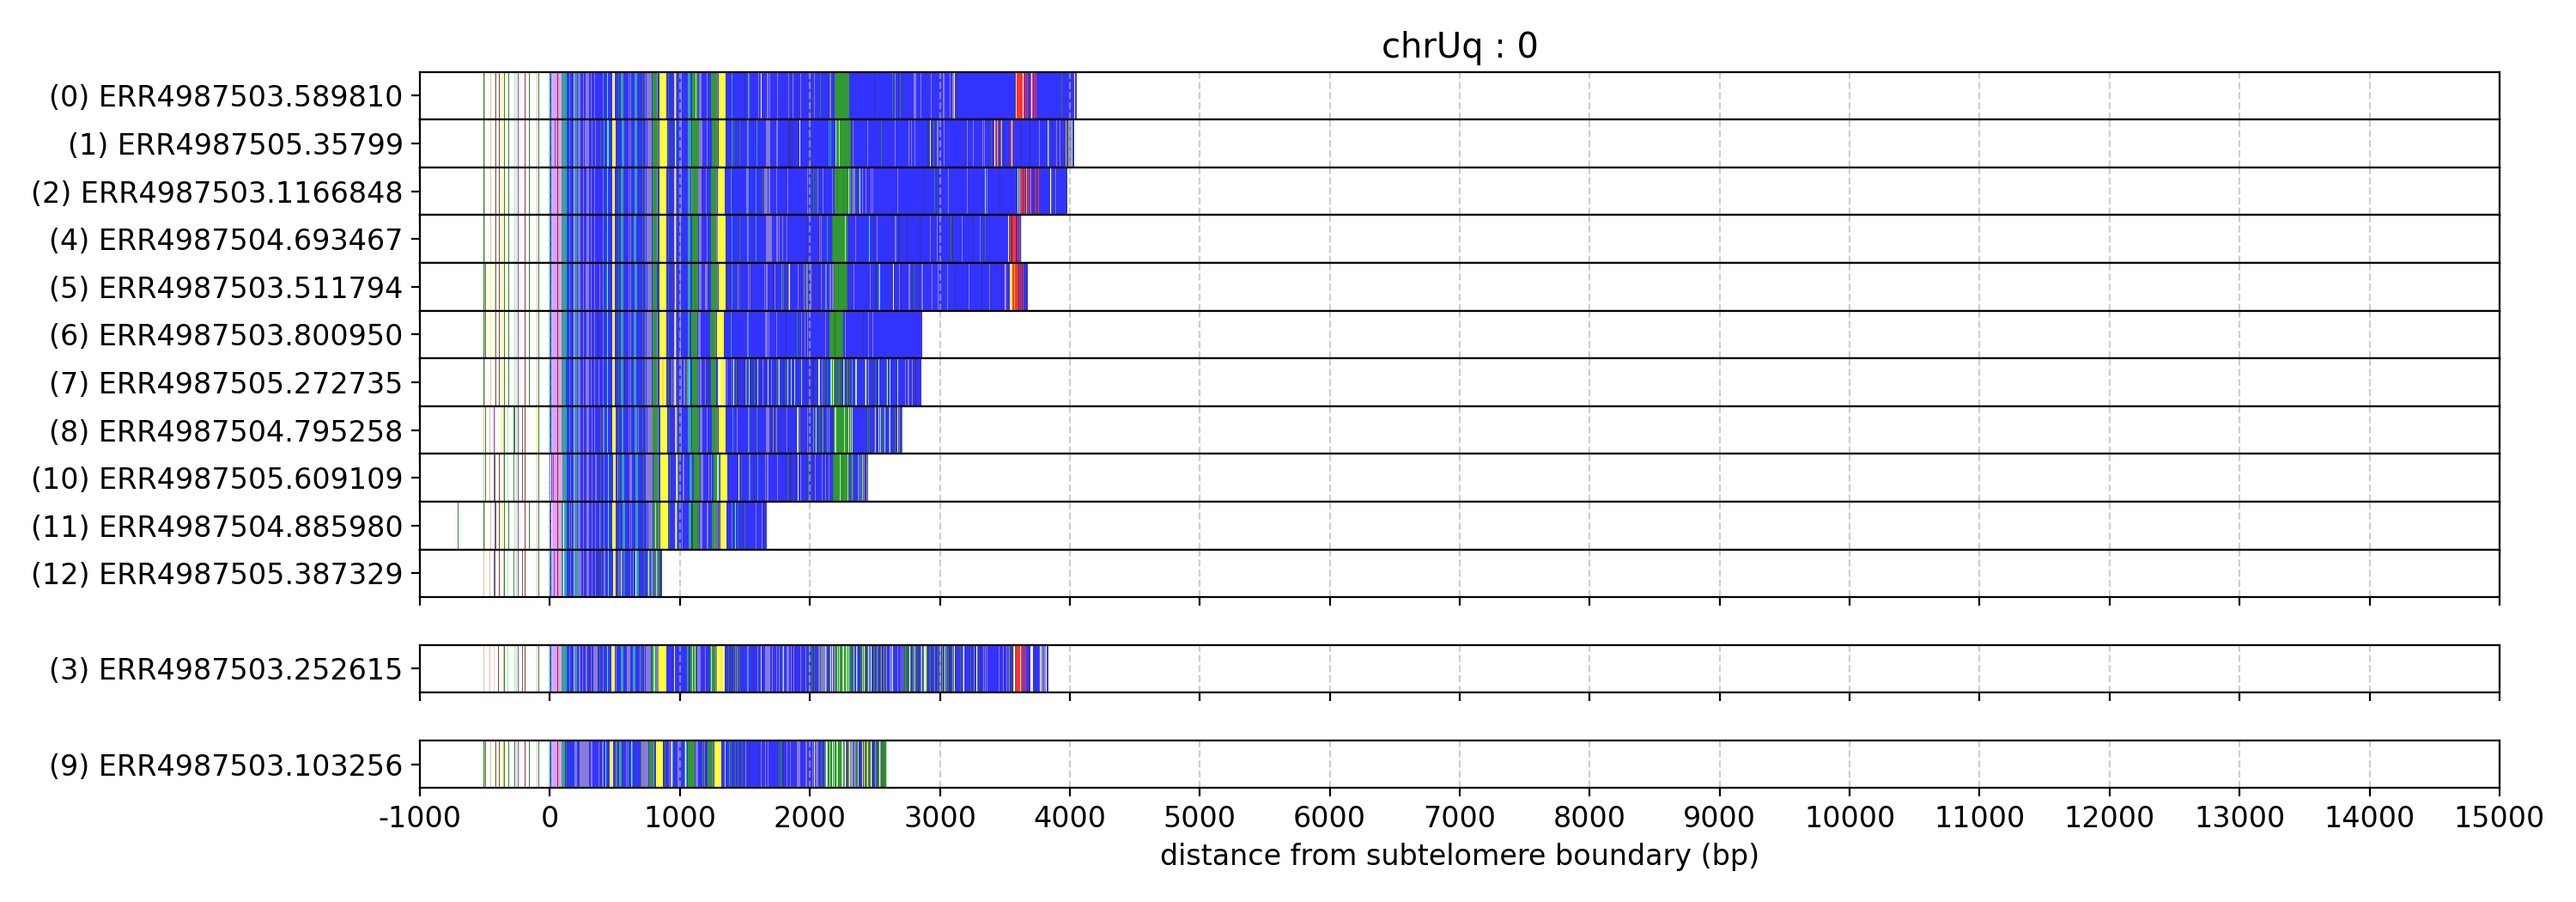 chrUq : 0
(0) ERR4987503.589810
(1) ERR4987505.35799
(2) ERR4987503.1166848
(4) ERR4987504.693467
(5) ERR4987503.511794
(6) ERR4987503.800950
(7) ERR4987505.272735
(8) ERR4987504.795258
(10) ERR4987505.609109
(11) ERR4987504.885980
(12) ERR4987505.387329
(3) ERR4987503.252615
(9) ERR4987503.103256
-1000 0 1000 2000 3000 4000 5000 6000 7000 8000 9000 10000 11000 12000 13000 14000 15000
distance from subtelomere boundary (bp)